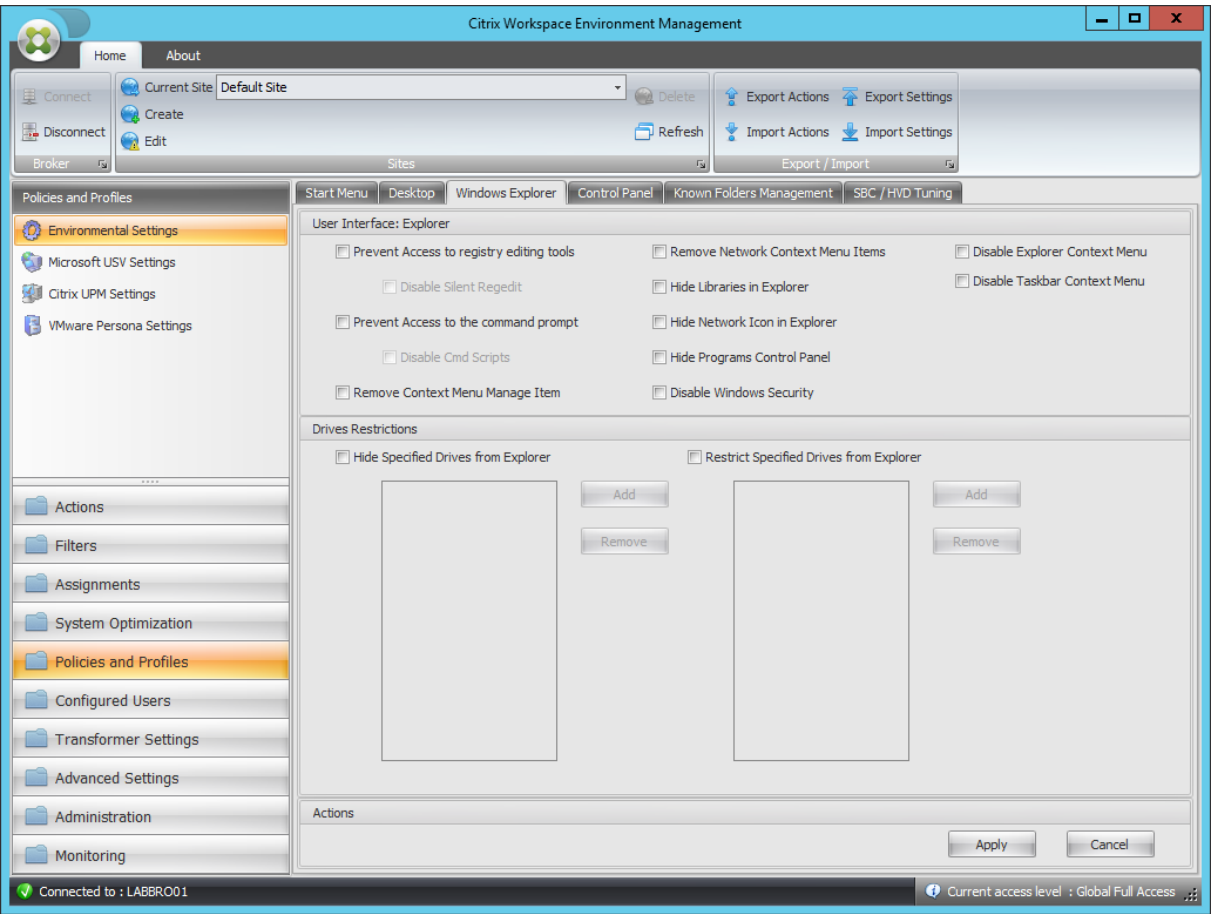 Citrix Workspace Environment Management
Home About
Connect
Disconnect
Broker
Current Site Default Site
Create
Edit
Delete
Refresh
Sites
Export Actions Export Settings
Import Actions Import Settings
Export / Import
Policies and Profiles
Environmental Settings
Microsoft USV Settings
Citrix UPM Settings
VMware Persona Settings
Actions
Filters
Assignments
System Optimization
Policies and Profiles
Configured Users
Transformer Settings
Advanced Settings
Administration
Monitoring
Start Menu Desktop Windows Explorer Control Panel Known Folders Management SBC / HVD Tuning
User Interface: Explorer
Prevent Access to registry editing tools Remove Network Context Menu Items Disable Explorer Context Menu
Disable Silent Regedit Hide Libraries in Explorer Disable Taskbar Context Menu
Prevent Access to the command prompt Hide Network Icon in Explorer
Disable Cmd Scripts Hide Programs Control Panel
Remove Context Menu Manage Item Disable Windows Security
Drives Restrictions
Hide Specified Drives from Explorer Restrict Specified Drives from Explorer
Add Add
Remove Remove
Actions
Apply Cancel
Connected to : LABBRO01 Current access level : Global Full Access